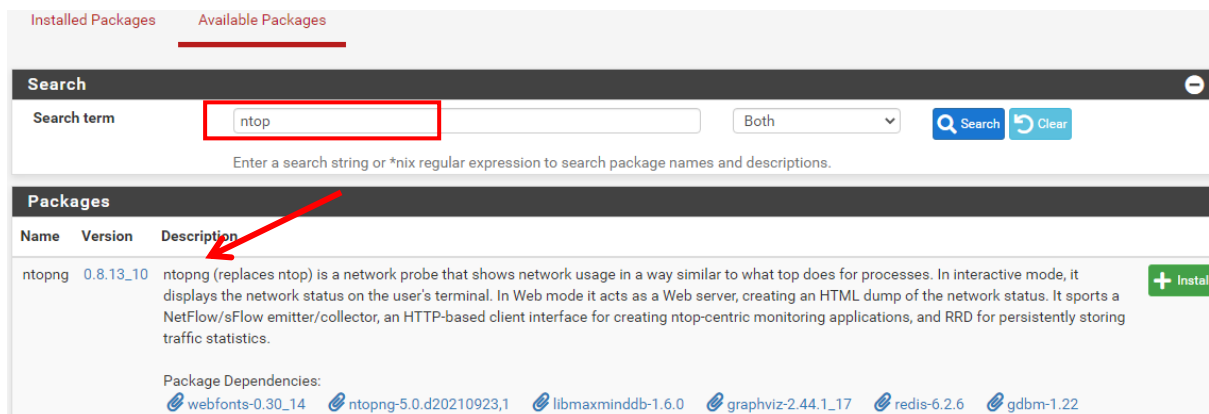 Installed Packages Available Packages
Search
Search term ntop Both Search Clear
Enter a search string or *nix regular expression to search package names and descriptions.
Packages
Name Version Description
ntopng 0.8.13_10 ntopng (replaces ntop) is a network probe that shows network usage in a way similar to what top does for processes. In interactive mode, it
displays the network status on the user's terminal. In Web mode it acts as a Web server, creating an HTML dump of the network status. It sports a
NetFlow/sFlow emitter/collector, an HTTP-based client interface for creating ntop-centric monitoring applications, and RRD for persistently storing
traffic statistics.
Package Dependencies:
webfonts-0.30_14 ntopng-5.0.d20210923,1 libmaxminddb-1.6.0 graphviz-2.44.1_17 redis-6.2.6 gdbm-1.22